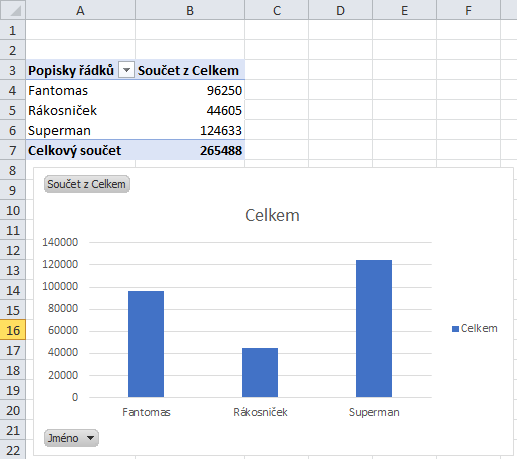 A B C D E F
1
2
3 Popisky řádků Součet z Celkem
4 Fantomas 96250
5 Rákosníček 44605
6 Superman 124633
7 Celkový součet 265488
8
9 Součet z Celkem
10 Celkem
11
12 140000
13 120000
14 100000
15 80000
16 60000 Celkem
17 40000
18 20000
19 0
20 Fantomas Rákosníček Superman
21 Jméno
22